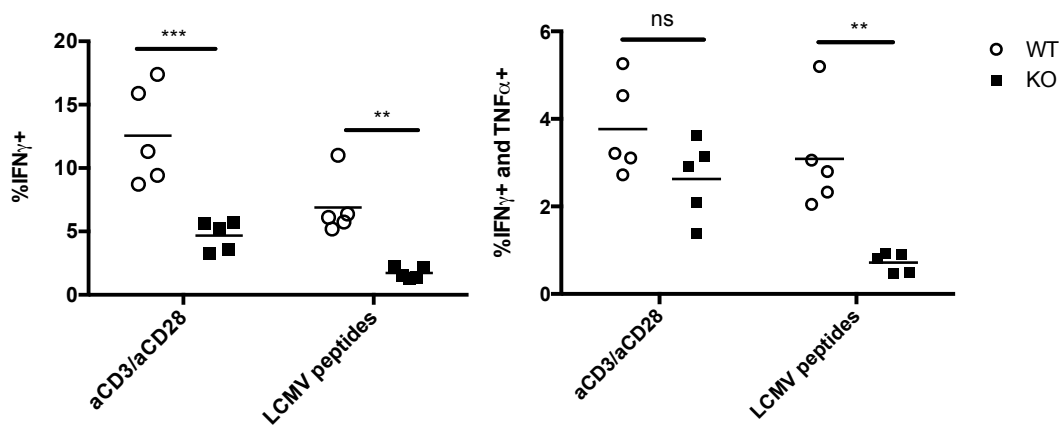 ***
20
15
10
5
0
%IFNγ+
**
aCD3/aCD28
LCMV peptides
ns
**
6
4
2
0
%IFNγ+ and TNFα+
aCD3/aCD28
LCMV peptides
WT
KO